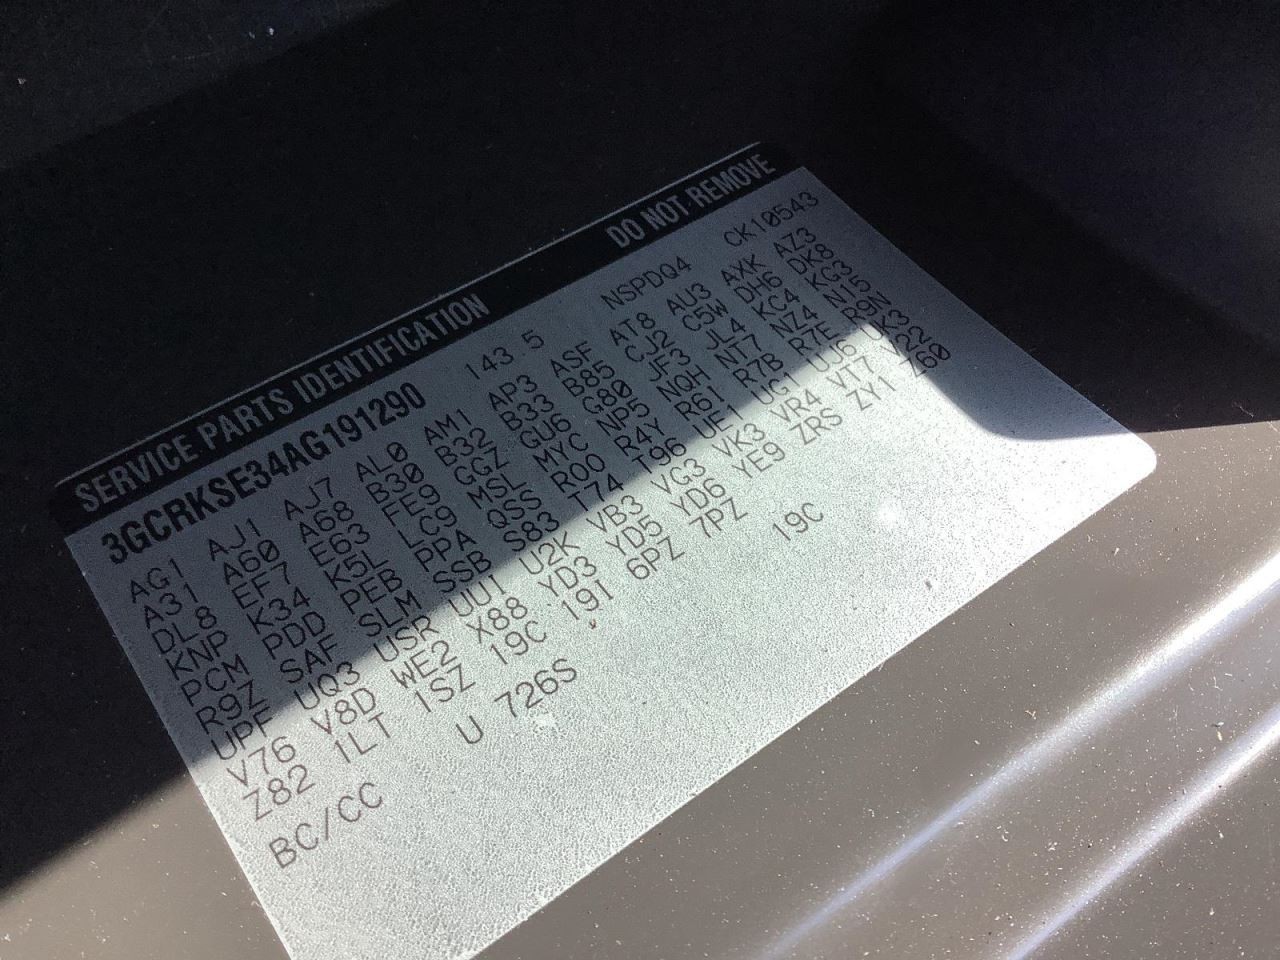 SERVICE PARTS IDENTIFICATION DO NOT REMOVE
3GCRKSE34AG191290 143.5 NSPDQ4 CK10543
AG1 AJ1 AJ7 AL0 AM1 AP3 ASF AT8 AU3 AXK AZ3
A31 A60 A68 B30 B32 B33 B85 CJ2 C5W DH6 DK8
DL8 EF7 E63 FE9 GGZ GU6 G80 JF3 JL4 KC4 KG3
KNP K34 K5L LC9 MSL MYC NP5 NQH NT7 NZ4 N15
PCM PDD PEB PPA QSS ROO R4Y R6I R7B R7E R9N
R9Z SAF SLM SSB S83 T74 T96 UE1 UG1 UJ6 UK3
UPF UQ3 USR UU1 U2K VB3 VG3 VK3 VR4 VT7 V22
V76 V8D WE2 X88 YD3 YD5 YD6 YE9 ZRS ZY1 Z60
Z82 1LT 1SZ 19C 19I 6PZ 7PZ
BC/CC U 726S 19C